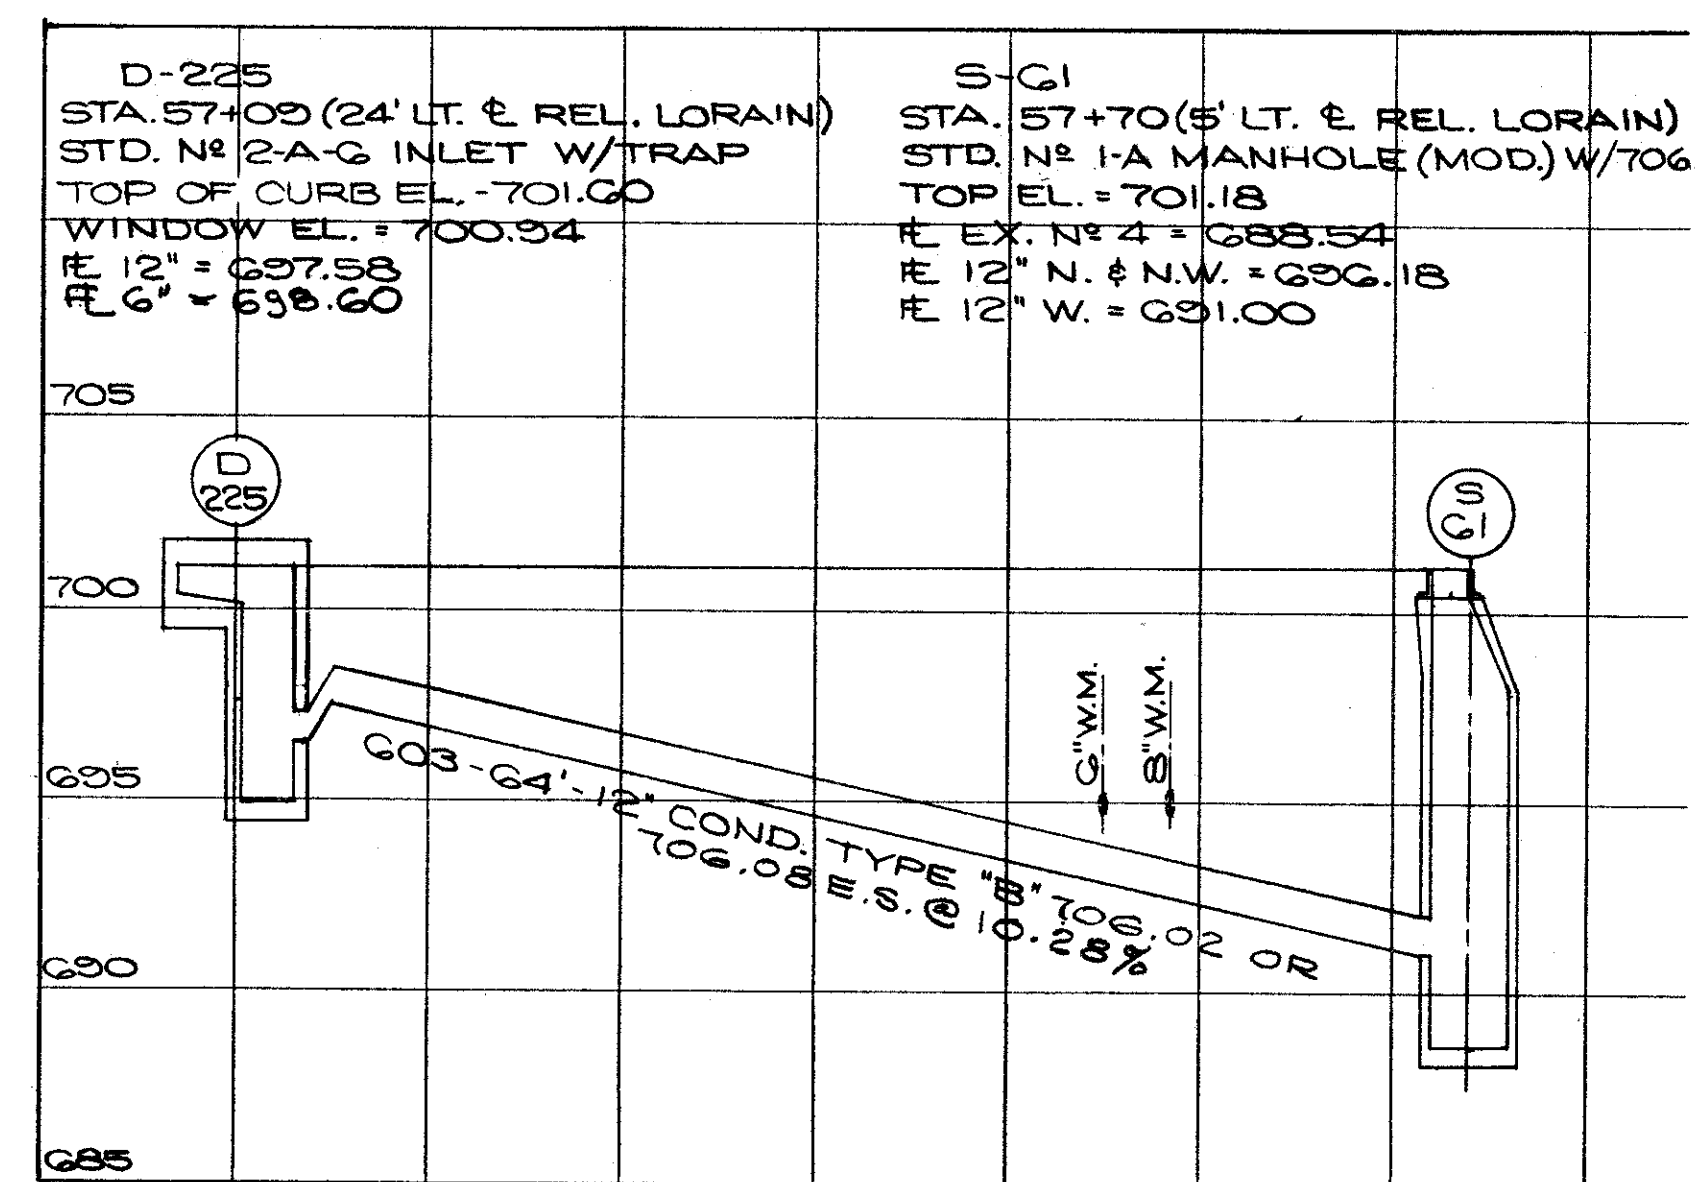 D-225
STA. 57+09 (24' LT. ℄ REL. LORAIN)
STD. Nº 2-A-6 INLET W/TRAP
TOP OF CURB EL. - 701.60
WINDOW EL. = 700.94
℄ 12" = 697.58
℄ 6" = 698.60
S-61
STA. 57+70 (5' LT. ℄ REL. LORAIN)
STD. Nº 1-A MANHOLE (MOD.) W/706
TOP EL. = 701.18
℄ EX. Nº 4 = 688.54
℄ 12" N. & N.W. = 696.18
℄ 12" W. = 691.00
705
D
225
S
61
700
6" W.M.
8" W.M.
695
603-64'-12" COND. TYPE "B" 706.02 OR
706.08 E.S. @ 10.28%
690
685